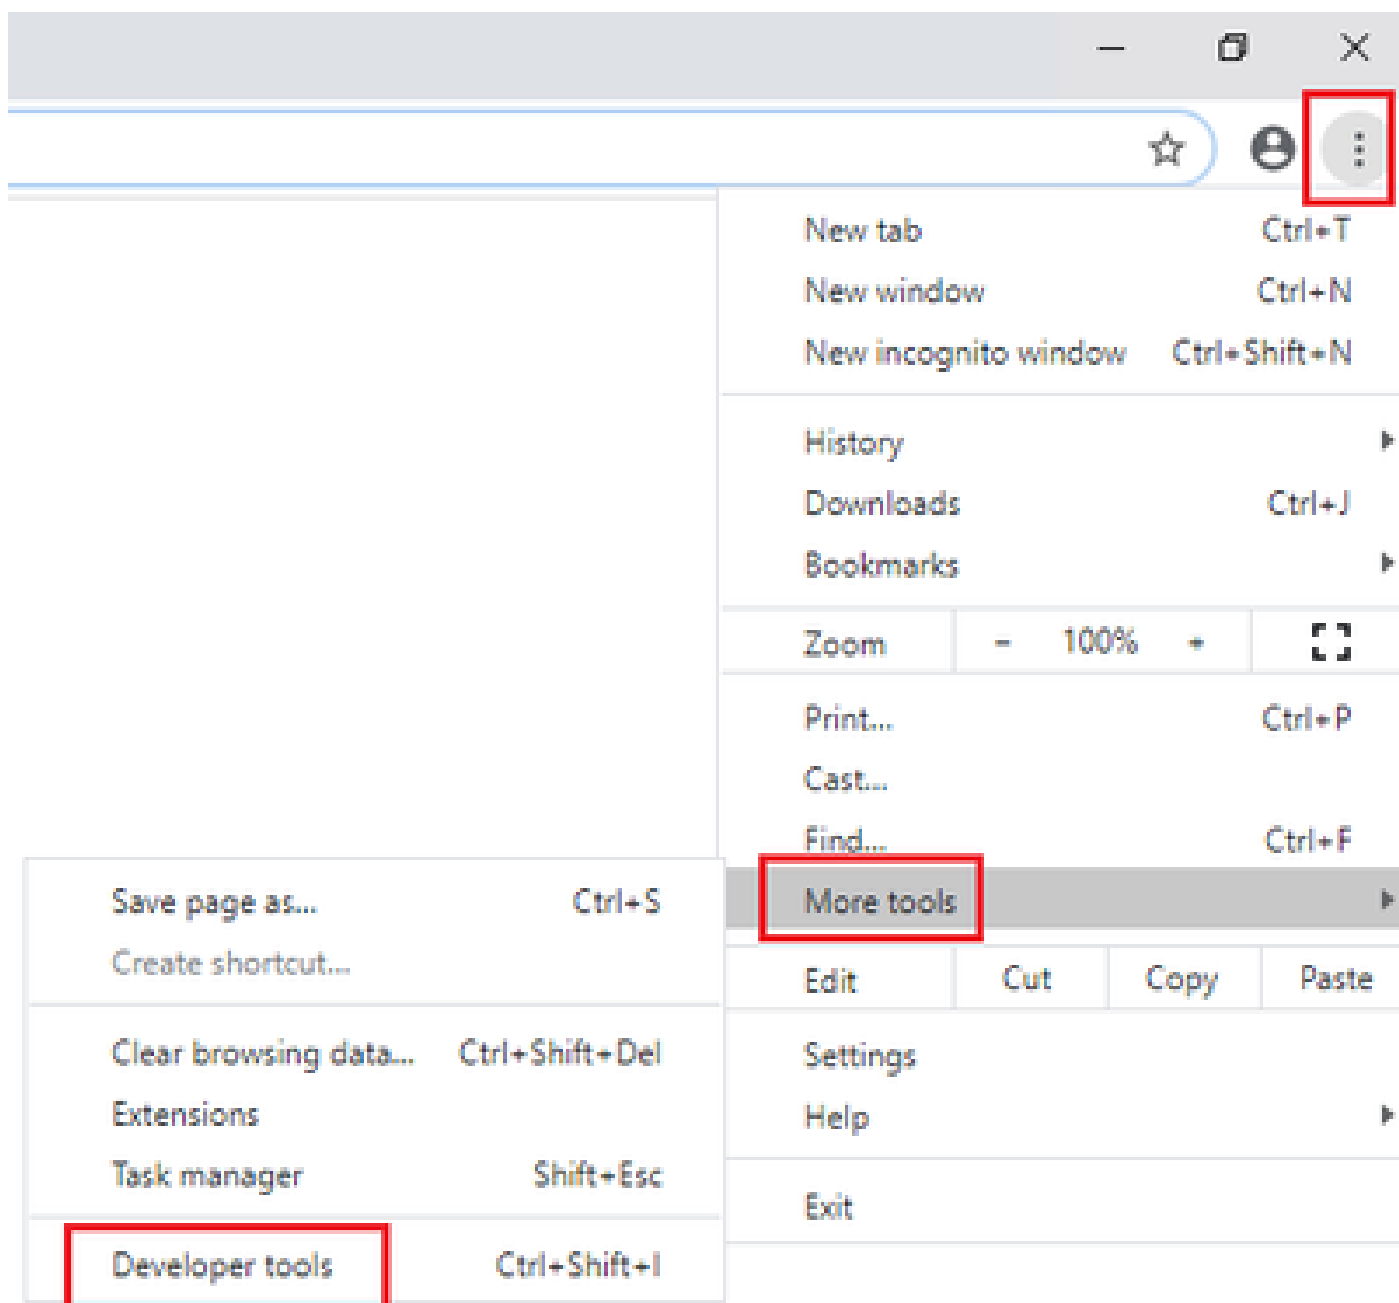 New tab Ctrl+T
New window Ctrl+N
New incognito window Ctrl+Shift+N
History
Downloads Ctrl+J
Bookmarks
Zoom - 100% +
Print... Ctrl+P
Cast...
Find... Ctrl+F
More tools
Edit Cut Copy Paste
Settings
Help
Exit
Save page as... Ctrl+S
Create shortcut...
Clear browsing data... Ctrl+Shift+Del
Extensions
Task manager Shift+Esc
Developer tools Ctrl+Shift+I